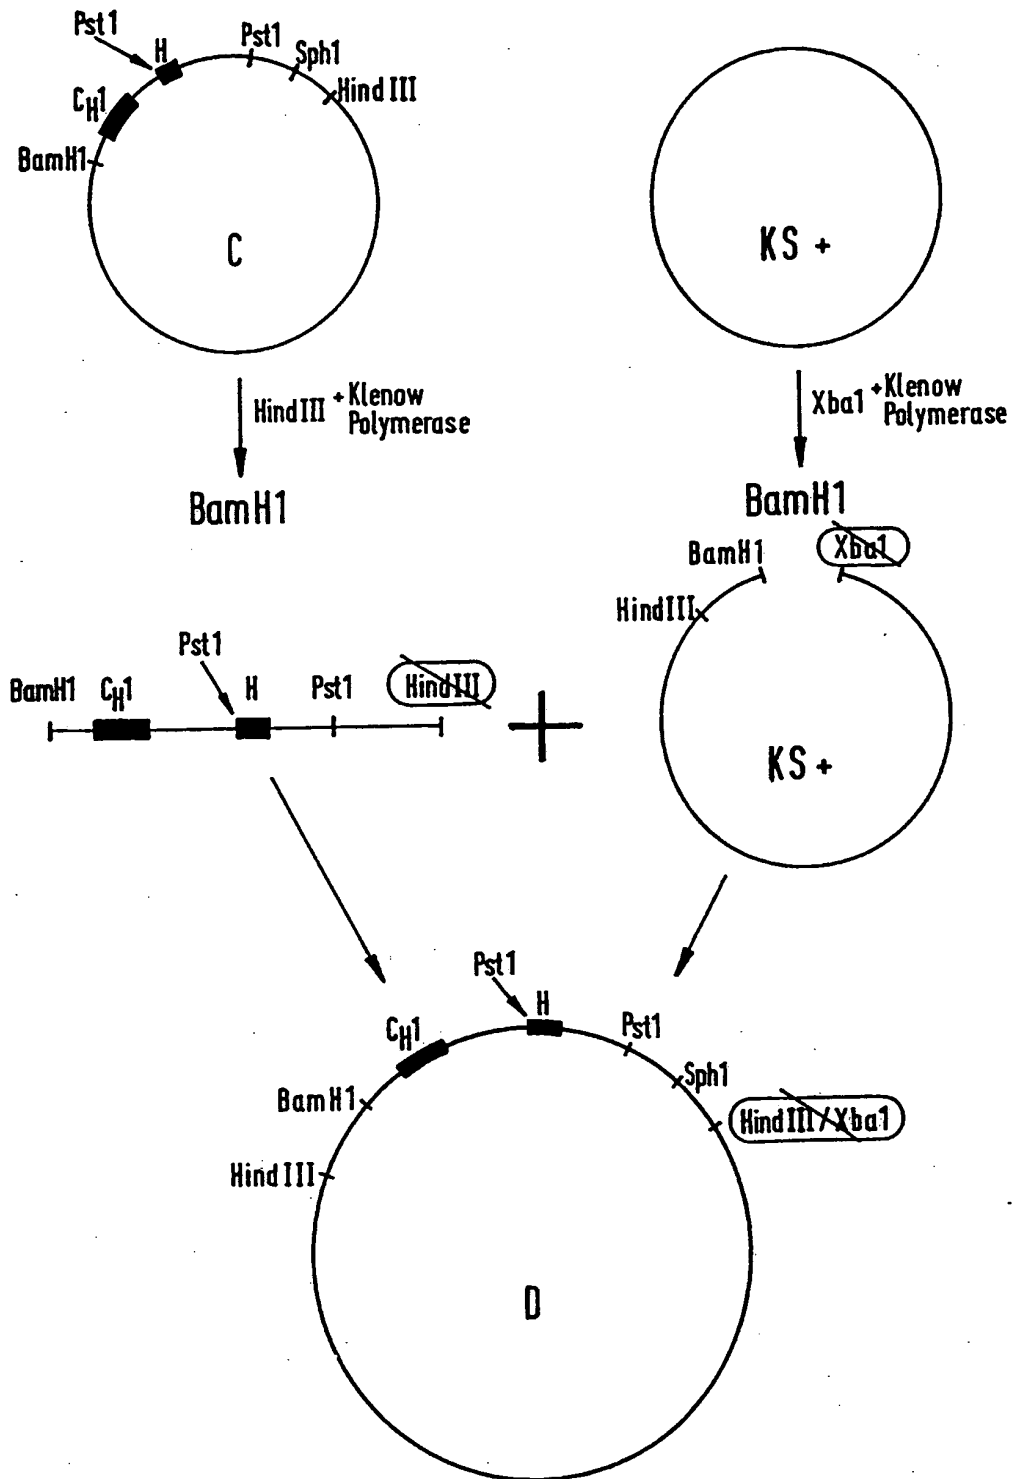 Pst1
H
Pst1
Sph1
Hind III
CH1
BamH1
C
KS +
Hind III + Klenow
Polymerase
Xba1 + Klenow
Polymerase
BamH1
BamH1
BamH1
Xba1
Hind III
Pst1
BamH1
CH1
H
Pst1
Hind III
+
KS +
Pst1
H
CH1
Pst1
Sph1
BamH1
Hind III / Xba1
Hind III
D